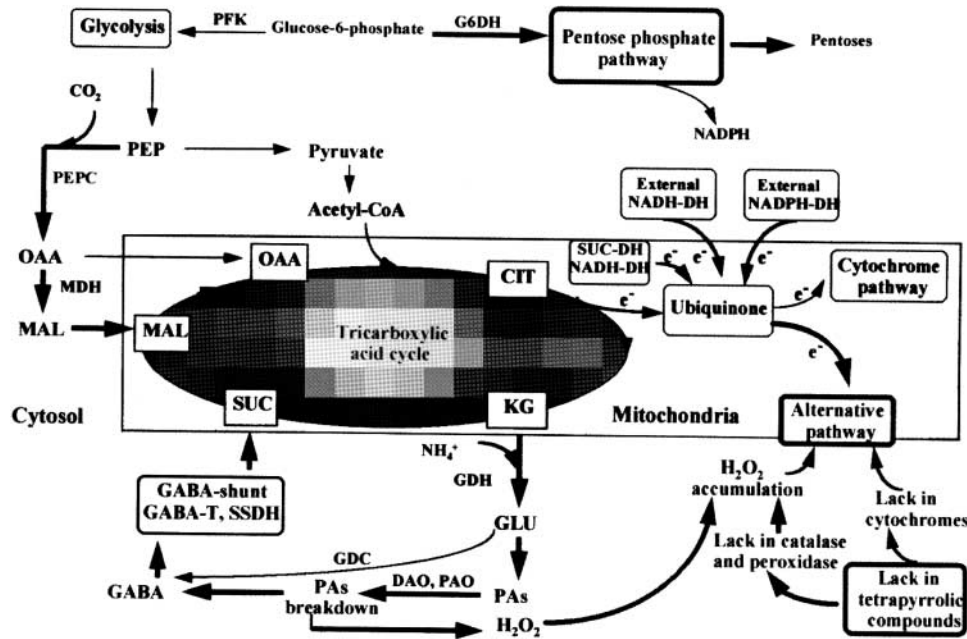 Glycolysis
PFK
Glucose-6-phosphate
G6DH
Pentose phosphate
pathway
Pentoses
NADPH
CO₂
PEP
Pyruvate
PEPC
Acetyl-CoA
External
NADH-DH
External
NADPH-DH
OAA
OAA
CIT
SUC-DH
NADH-DH
e⁻
e⁻
e⁻
e⁻
Ubiquinone
e⁻
e⁻
Cytochrome
pathway
MDH
MAL
MAL
Tricarboxylic
acid cycle
e⁻
Cytosol
SUC
KG
Mitochondria
Alternative
pathway
NH₄⁺
GDH
H₂O₂
accumulation
GABA-shunt
GABA-T, SSDH
GLU
Lack in
cytochromes
GDC
Lack in catalase
and peroxidase
GABA
PAs
breakdown
DAO, PAO
PAs
H₂O₂
Lack in
tetrapyrrolic
compounds